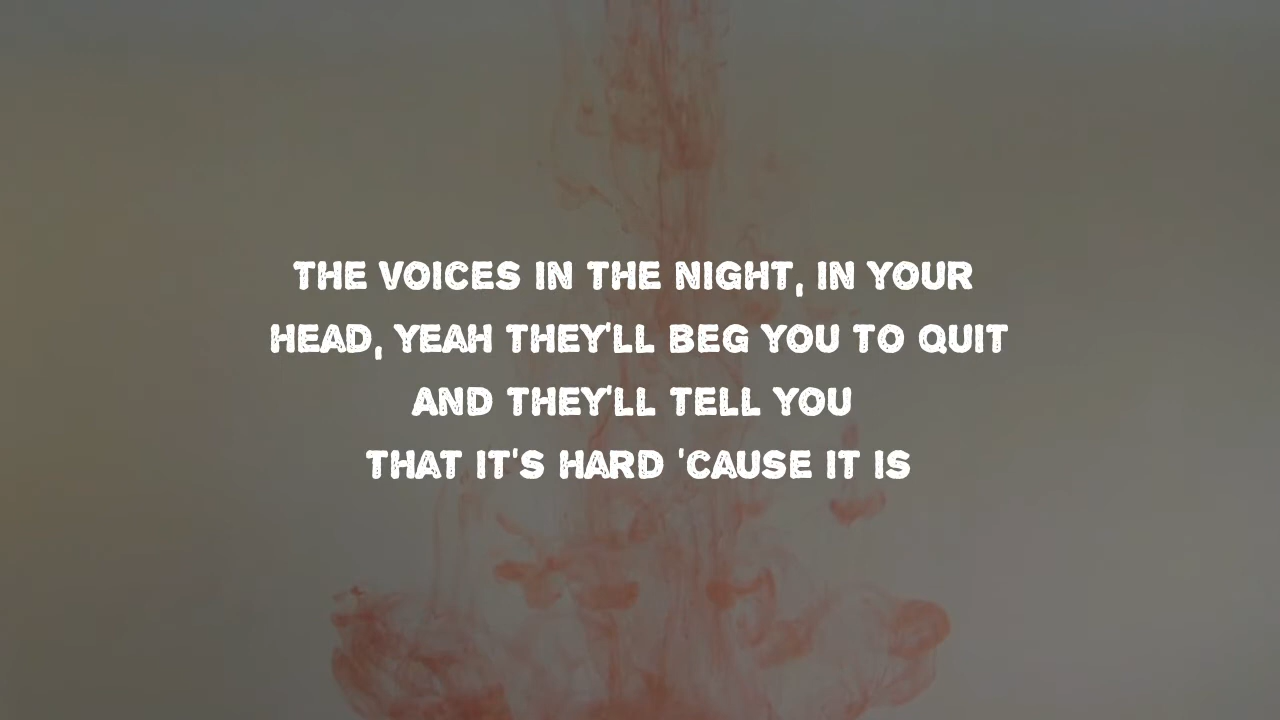 THE VOICES IN THE NIGHT, IN YOUR
HEAD, YEAH THEY'LL BEG YOU TO QUIT
AND THEY'LL TELL YOU
THAT IT'S HARD 'CAUSE IT IS